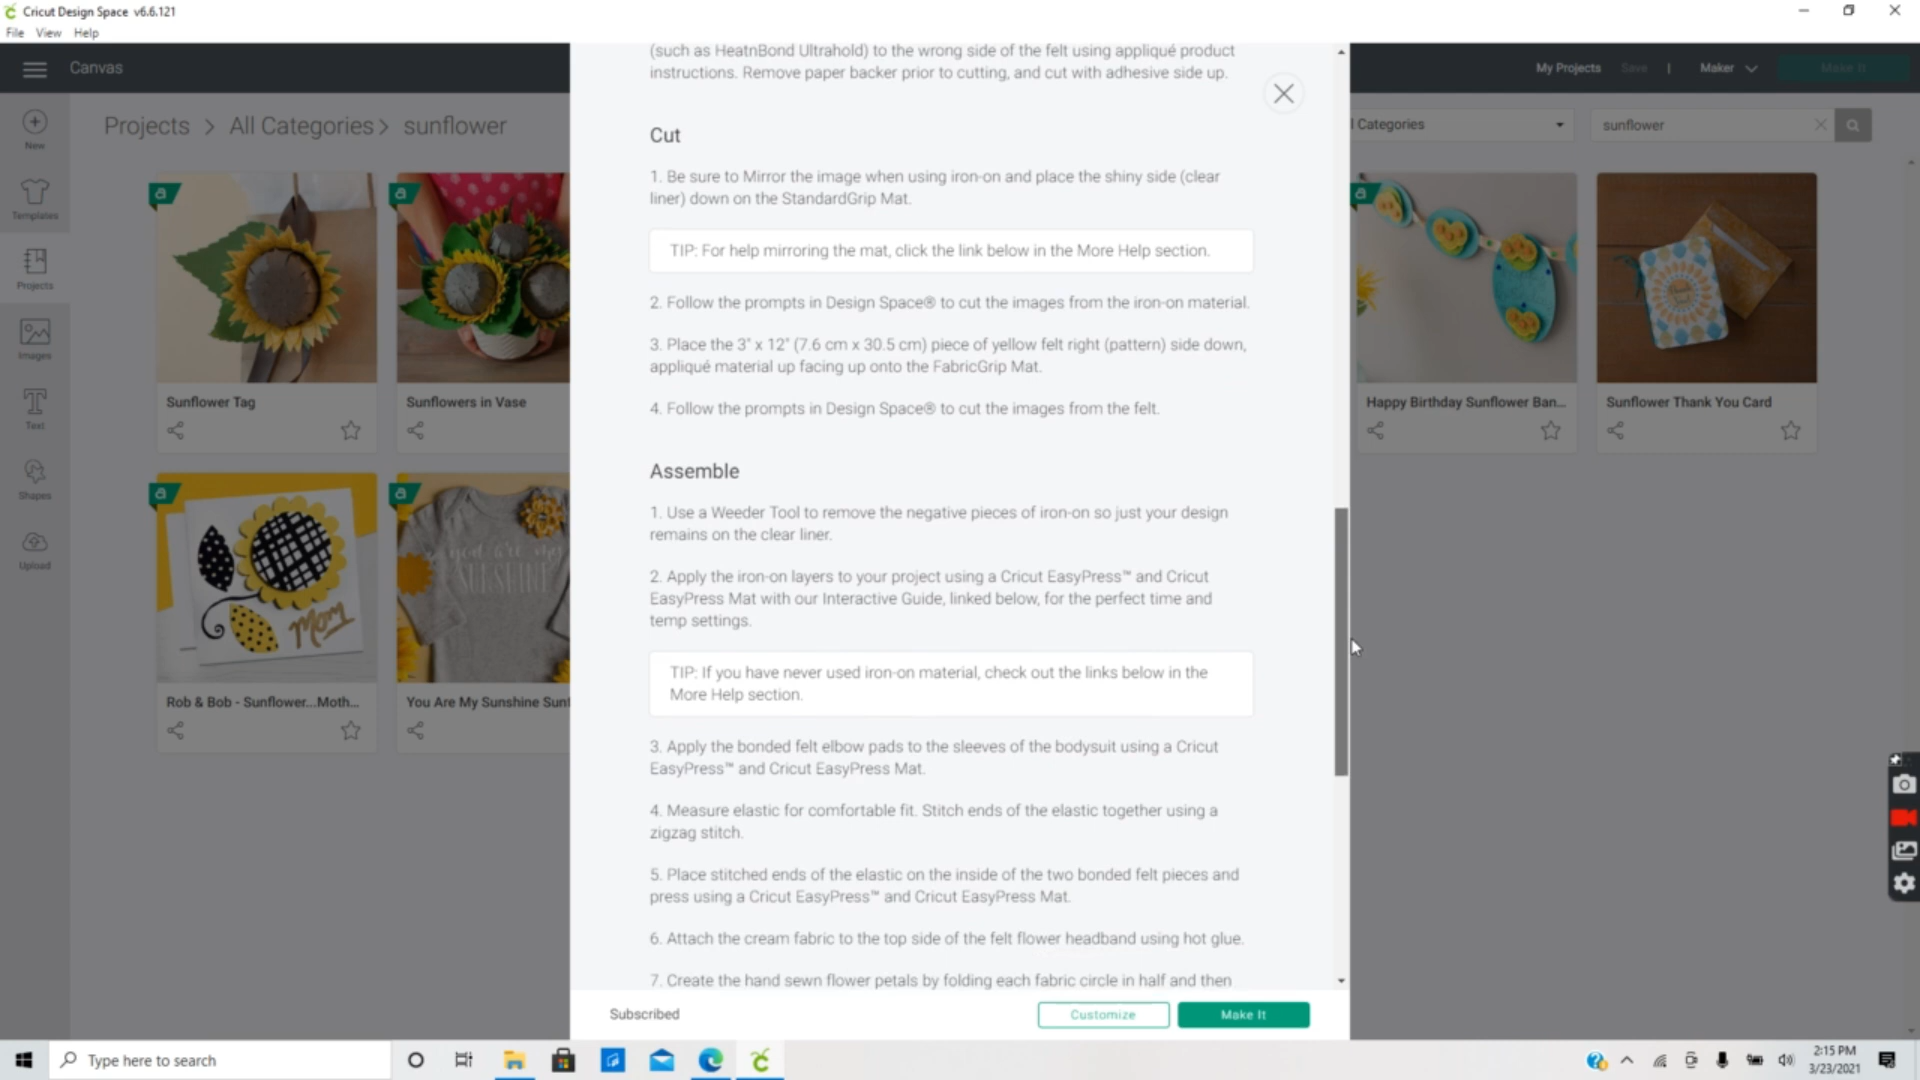 Cricut Design Space v6.6.121
File View Help
Canvas
My Projects Save | Maker Make It
New
Templates
Projects
Images
Text
Shapes
Upload
Projects > All Categories > sunflower
l Categories
sunflower
Sunflower Tag
Sunflowers in Vase
Happy Birthday Sunflower Ban...
Sunflower Thank You Card
Mom
you are my
SUNSHINE
Rob & Bob - Sunflower...Moth...
You Are My Sunshine Sun
(such as HeatnBond Ultrahold) to the wrong side of the felt using appliqué product
instructions. Remove paper backer prior to cutting, and cut with adhesive side up.
Cut
1. Be sure to Mirror the image when using iron-on and place the shiny side (clear
liner) down on the StandardGrip Mat.
TIP: For help mirroring the mat, click the link below in the More Help section.
2. Follow the prompts in Design Space® to cut the images from the iron-on material.
3. Place the 3" x 12" (7.6 cm x 30.5 cm) piece of yellow felt right (pattern) side down,
appliqué material up facing up onto the FabricGrip Mat.
4. Follow the prompts in Design Space® to cut the images from the felt.
Assemble
1. Use a Weeder Tool to remove the negative pieces of iron-on so just your design
remains on the clear liner.
2. Apply the iron-on layers to your project using a Cricut EasyPress™ and Cricut
EasyPress Mat with our Interactive Guide, linked below, for the perfect time and
temp settings.
TIP: If you have never used iron-on material, check out the links below in the
More Help section.
3. Apply the bonded felt elbow pads to the sleeves of the bodysuit using a Cricut
EasyPress™ and Cricut EasyPress Mat.
4. Measure elastic for comfortable fit. Stitch ends of the elastic together using a
zigzag stitch.
5. Place stitched ends of the elastic on the inside of the two bonded felt pieces and
press using a Cricut EasyPress™ and Cricut EasyPress Mat.
6. Attach the cream fabric to the top side of the felt flower headband using hot glue.
7. Create the hand sewn flower petals by folding each fabric circle in half and then
Subscribed
Customize
Make It
Type here to search
2:15 PM
3/23/2021